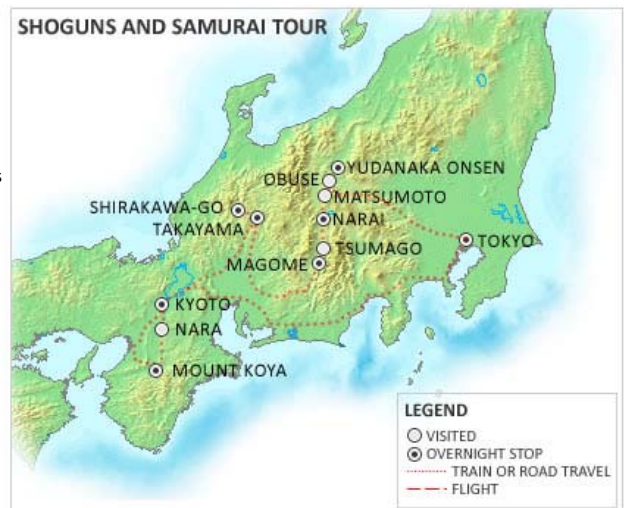 SHOGUNS AND SAMURAI TOUR
s
YUDANAKA ONSEN
OBUSE
MATSUMOTO
SHIRAKAWA-GO
NARAI
TAKAYAMA
TSUMAGO
TOKYO
MAGOME
KYOTO
NARA
MOUNT KOYA
LEGEND
VISITED
OVERNIGHT STOP
TRAIN OR ROAD TRAVEL
FLIGHT